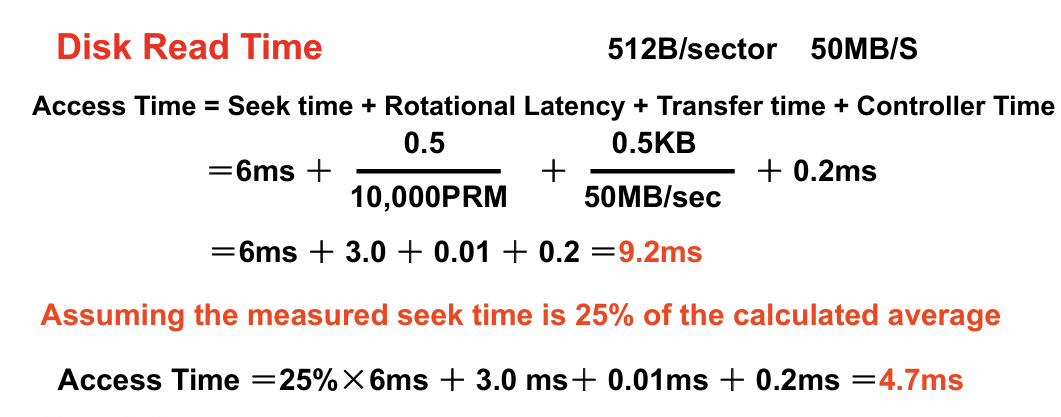 Disk Read Time 512B/sector 50MB/S
Access Time = Seek time + Rotational Latency + Transfer time + Controller Time
0.5 0.5KB
=6ms + + + 0.2ms
10,000PRM 50MB/sec
=6ms + 3.0 + 0.01 + 0.2 =9.2ms
Assuming the measured seek time is 25% of the calculated average
Access Time =25%×6ms + 3.0 ms+ 0.01ms + 0.2ms =4.7ms